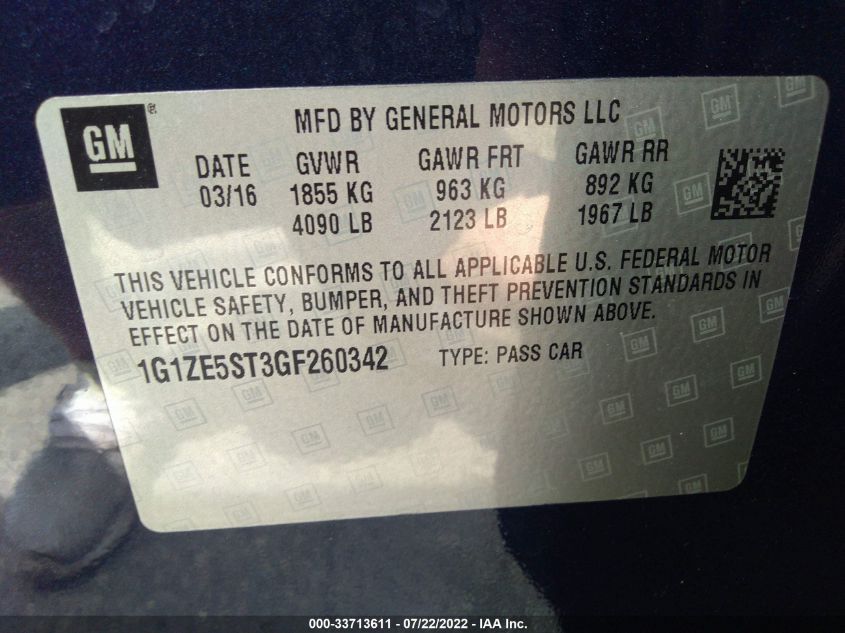 GM ®
MFD BY GENERAL MOTORS LLC
DATE GVWR GAWR FRT GAWR RR
03/16 1855 KG 963 KG 892 KG
4090 LB 2123 LB 1967 LB
THIS VEHICLE CONFORMS TO ALL APPLICABLE U.S. FEDERAL MOTOR
VEHICLE SAFETY, BUMPER, AND THEFT PREVENTION STANDARDS IN
EFFECT ON THE DATE OF MANUFACTURE SHOWN ABOVE.
1G1ZE5ST3GF260342 TYPE: PASS CAR
000-33713611 - 07/22/2022 - IAA Inc.